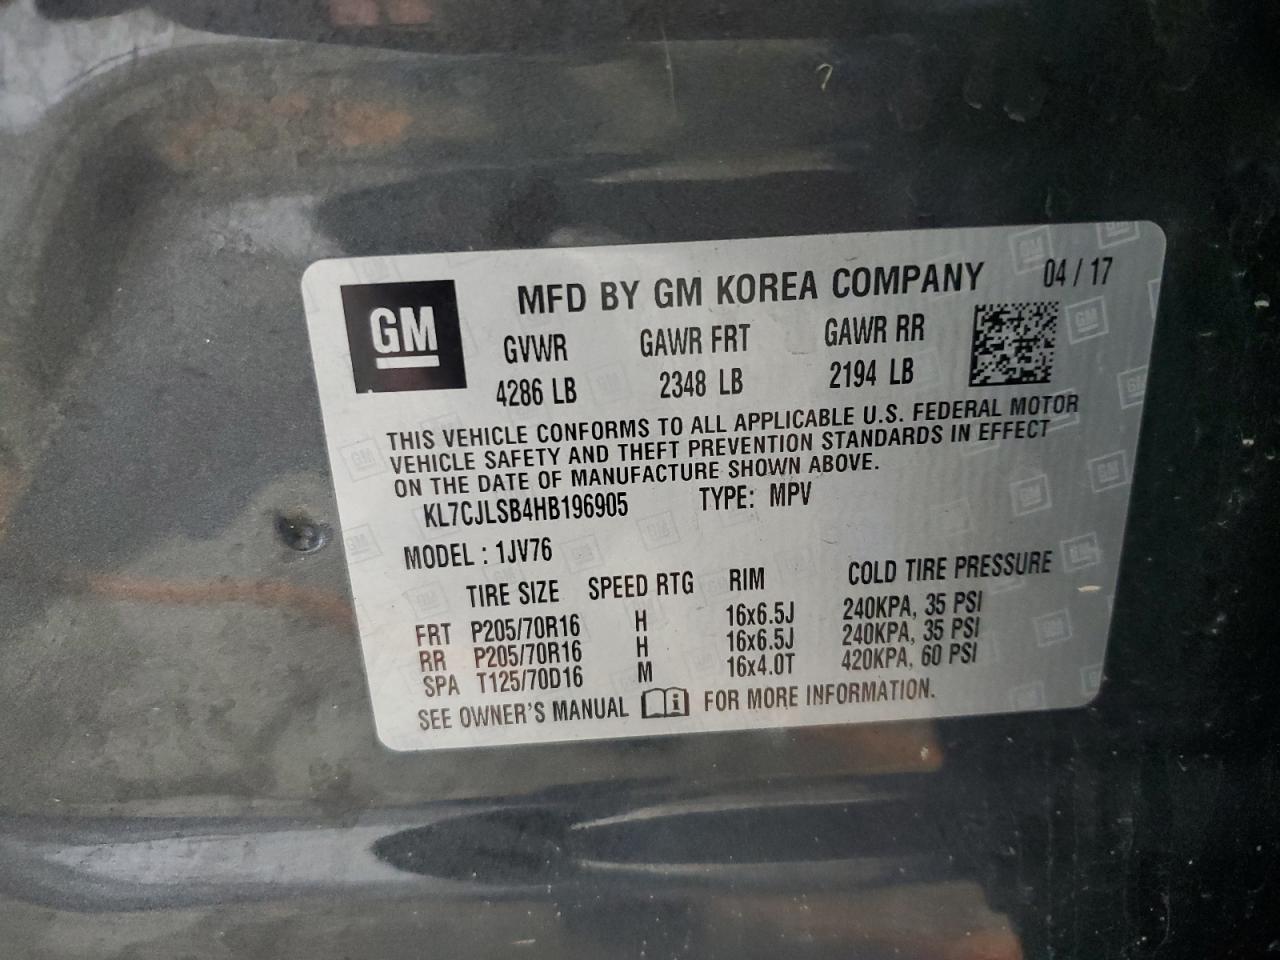 GM
MFD BY GM KOREA COMPANY 04 / 17
GVWR GAWR FRT GAWR RR
4286 LB 2348 LB 2194 LB
THIS VEHICLE CONFORMS TO ALL APPLICABLE U.S. FEDERAL MOTOR
VEHICLE SAFETY AND THEFT PREVENTION STANDARDS IN EFFECT
ON THE DATE OF MANUFACTURE SHOWN ABOVE.
KL7CJLSB4HB196905 TYPE: MPV
MODEL : 1JV76
TIRE SIZE SPEED RTG RIM COLD TIRE PRESSURE
FRT P205/70R16 H 16x6.5J 240KPA, 35 PSI
RR P205/70R16 H 16x6.5J 240KPA, 35 PSI
SPA T125/70D16 M 16x4.0T 420KPA, 60 PSI
SEE OWNER'S MANUAL i FOR MORE INFORMATION.